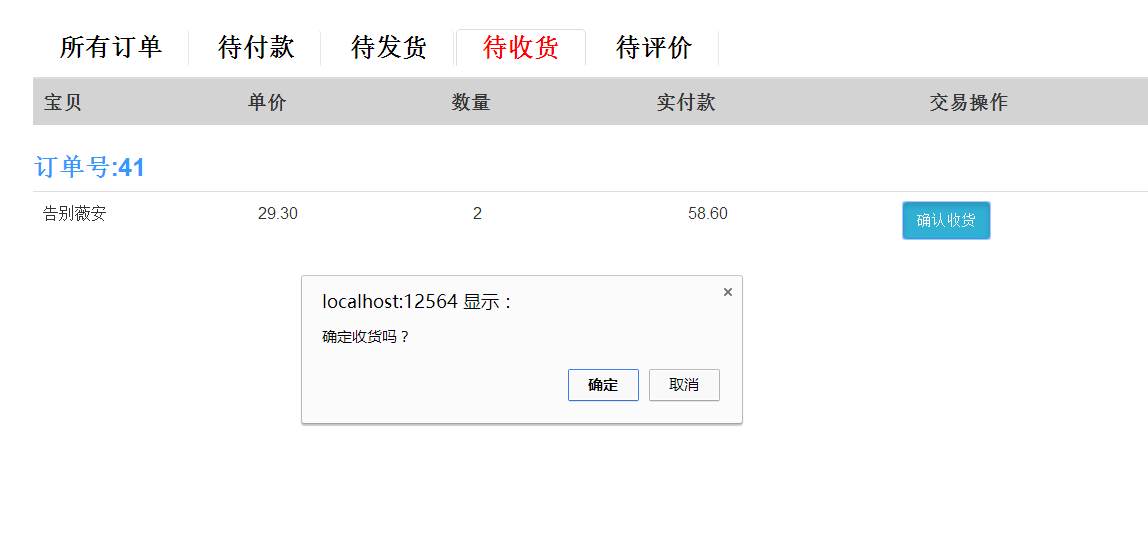 所有订单 待付款 待发货 待收货 待评价
宝贝 单价 数量 实付款 交易操作
订单号:41
告别薇安 29.30 2 58.60 确认收货
localhost:12564 显示： ×
确定收货吗？
确定 取消